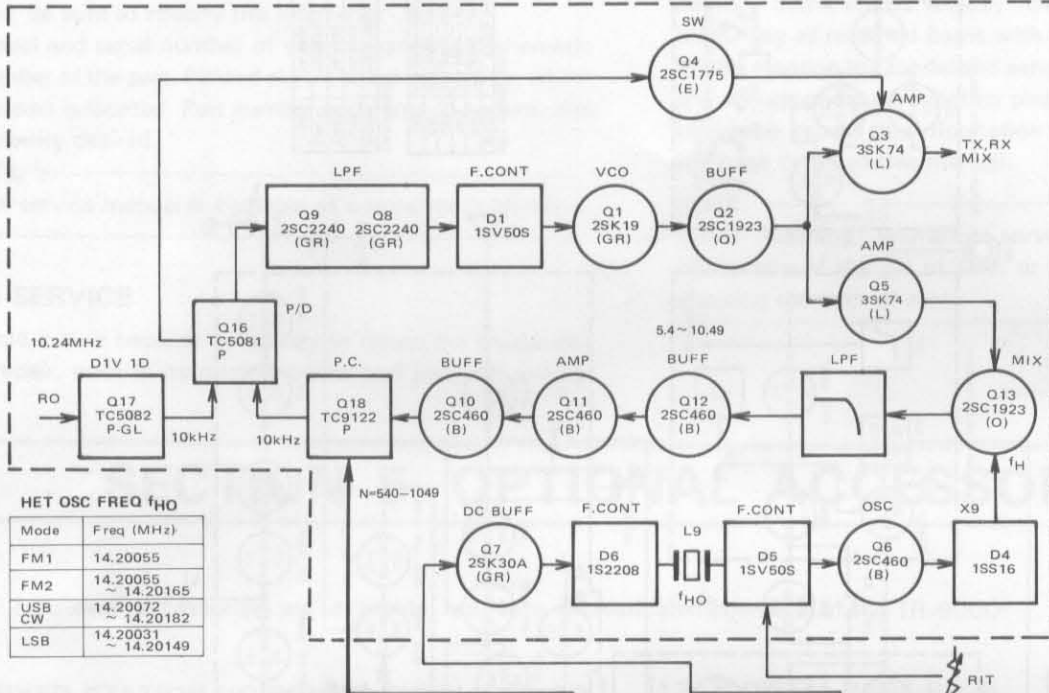 SW
Q4
2SC1775
(E)
AMP
Q3
3SK74
(L)
TX,RX
MIX
LPF
Q9 Q8
2SC2240 2SC2240
(GR) (GR)
F.CONT
D1
1SV50S
VCO
Q1
2SK19
(GR)
BUFF
Q2
2SC1923
(O)
AMP
Q5
3SK74
(L)
P/D
Q16
TC5081
P
10.24MHz
D1V 1D
RO
Q17
TC5082
P-GL
10kHz
10kHz
P.C.
Q18
TC9122
P
BUFF
Q10
2SC460
(B)
AMP
Q11
2SC460
(B)
5.4~10.49
BUFF
Q12
2SC460
(B)
LPF
MIX
Q13
2SC1923
(O)
fH
N=540-1049
DC BUFF
Q7
2SK30A
(GR)
F.CONT
D6
1S2208
L9
fHO
F.CONT
D5
1SV50S
OSC
Q6
2SC460
(B)
X9
D4
1SS16
RIT
HET OSC FREQ fHO
Mode Freq (MHz)
FM1 14.20055
FM2 14.20055
~ 14.20165
USB 14.20072
CW ~ 14.20182
LSB 14.20031
~ 14.20149